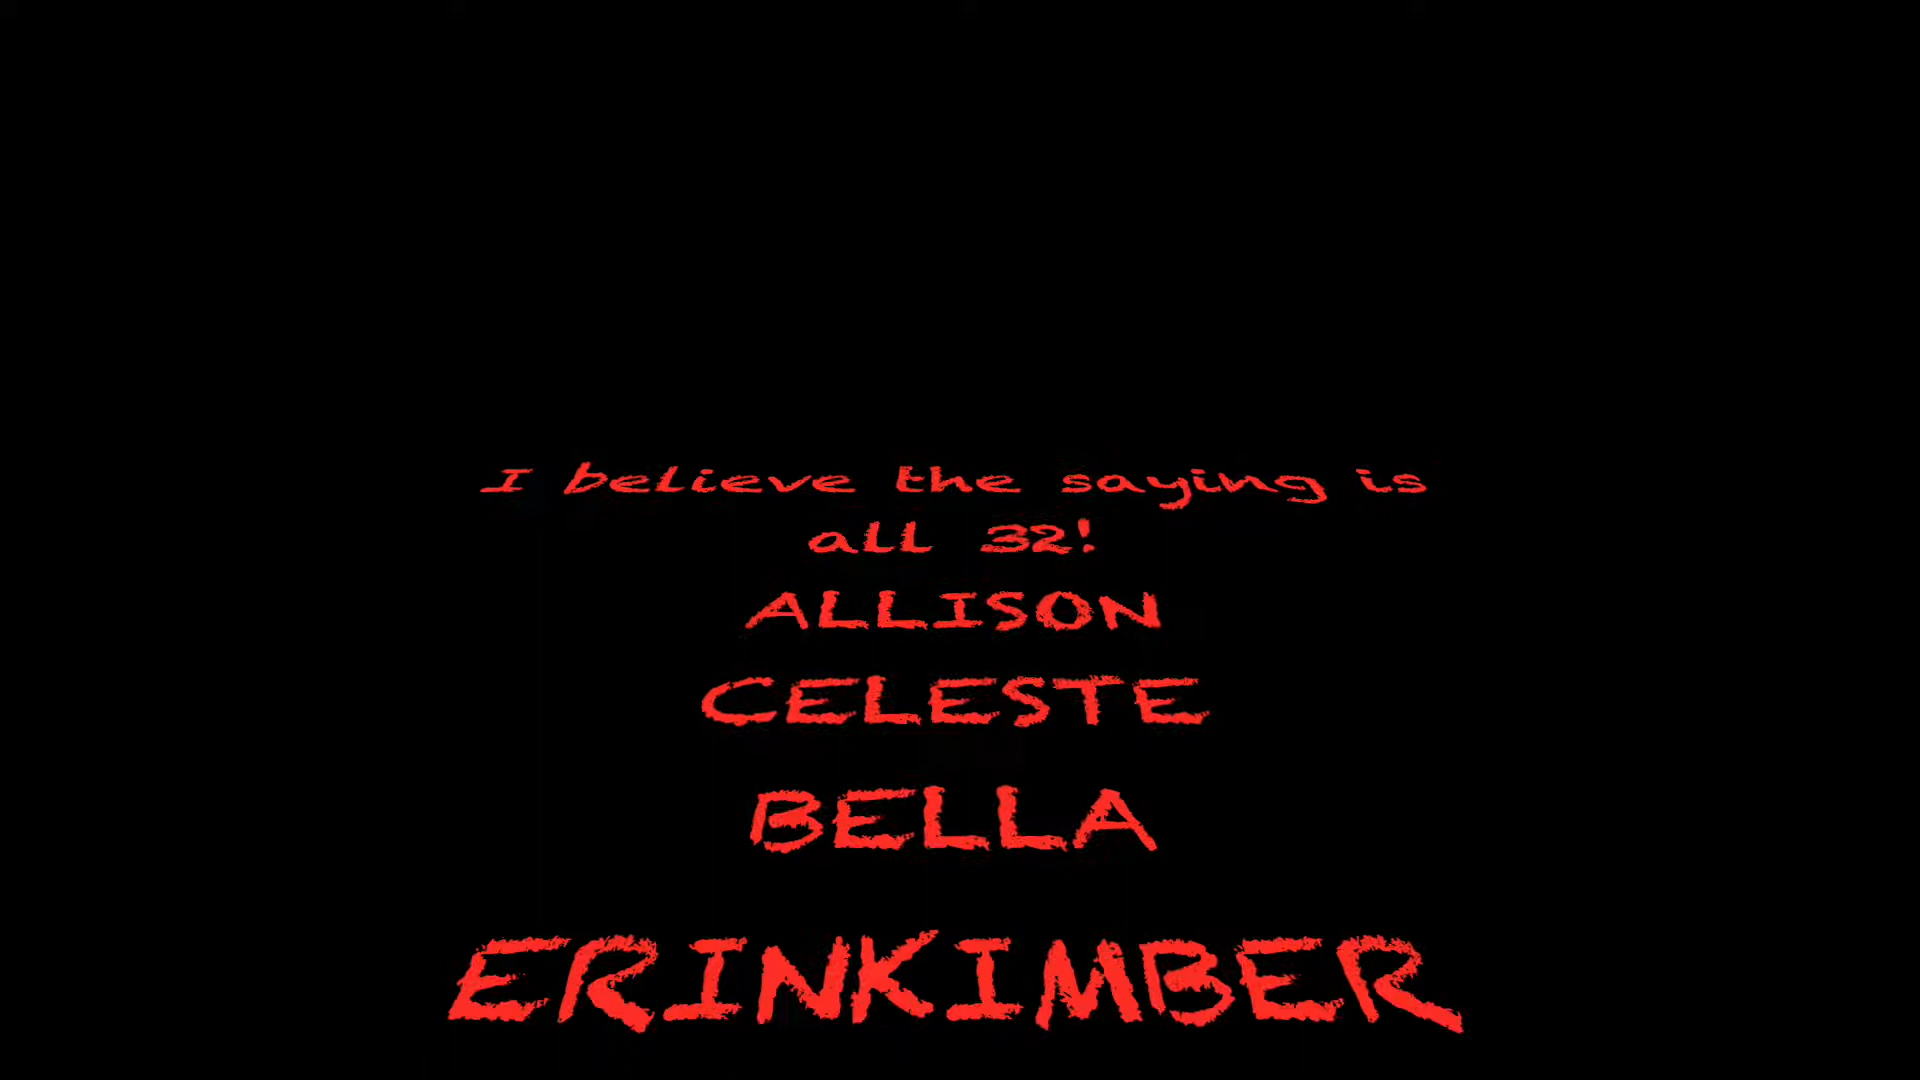 I believe the saying is
all 32!
ALLISON
CELESTE
BELLA
ERINKIMBER